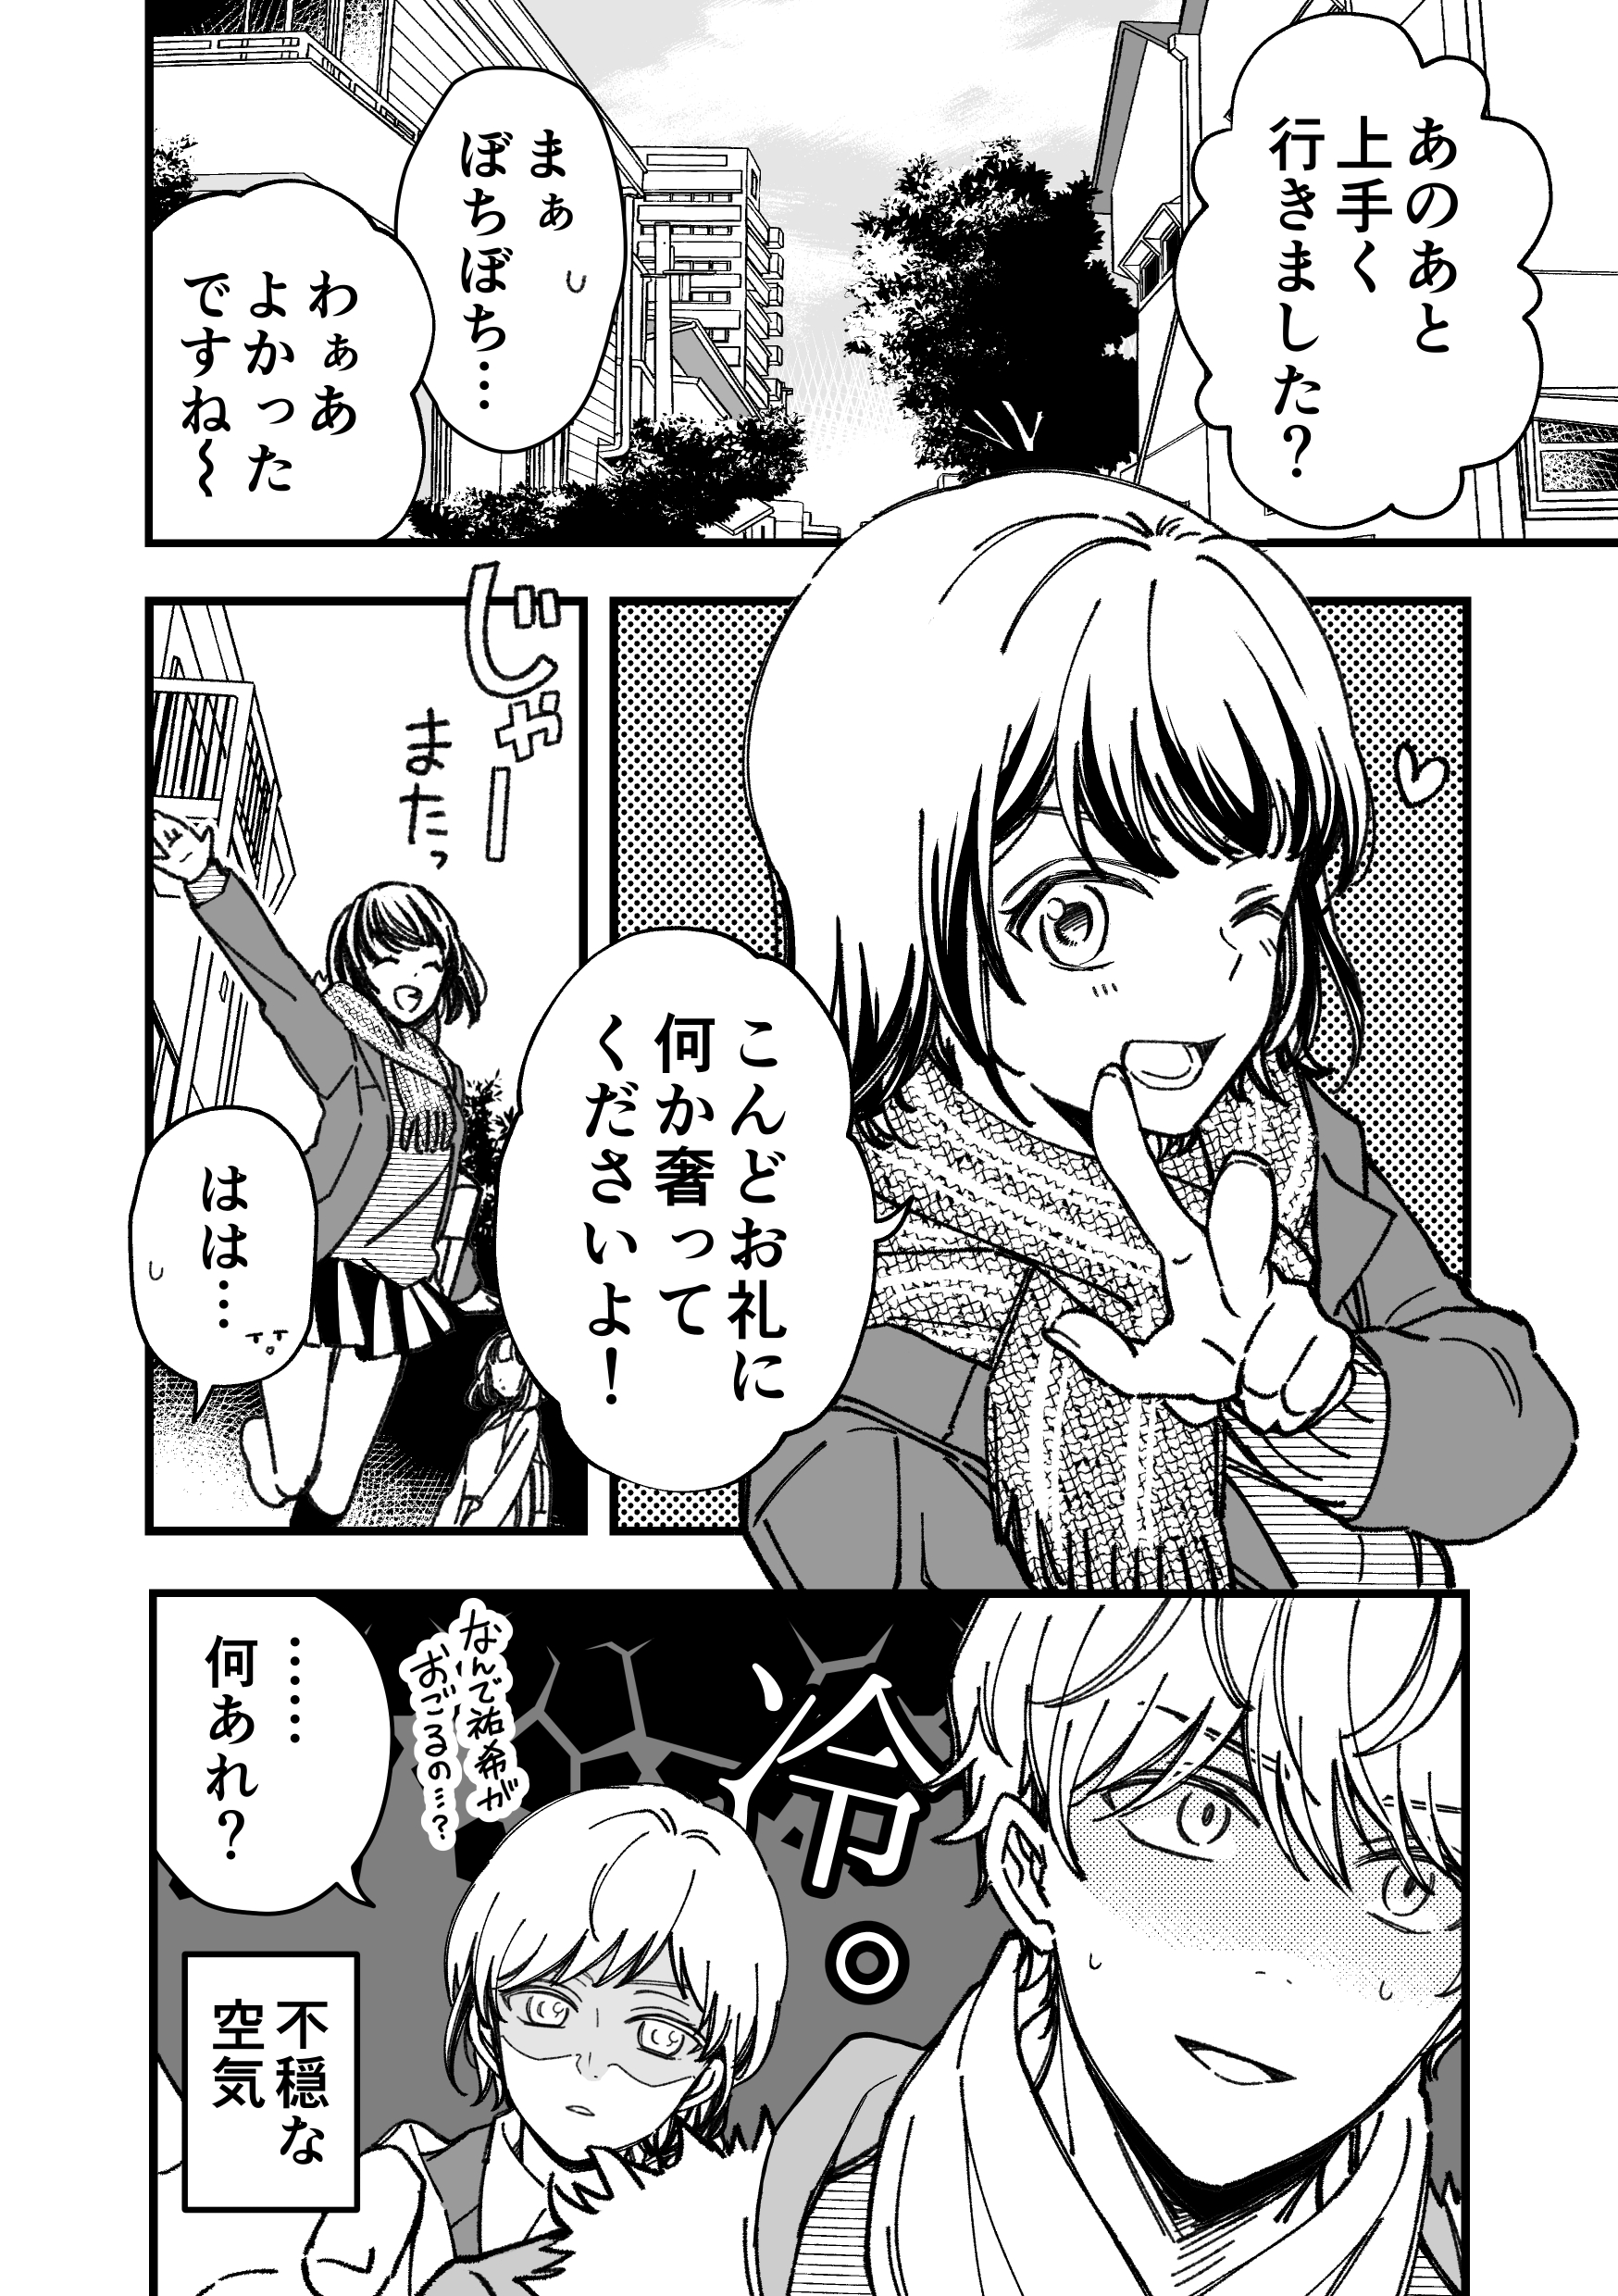 あのあと
上手く
行きました？
まぁ
ぼちぼち…
わぁあ
よかった
ですね～
こんどお礼に
何か奢って
くださいよ！
じゃー
またっ
はは…
……
何あれ？
なんで祐希が
おごるの…？
冷。
不穏な
空気